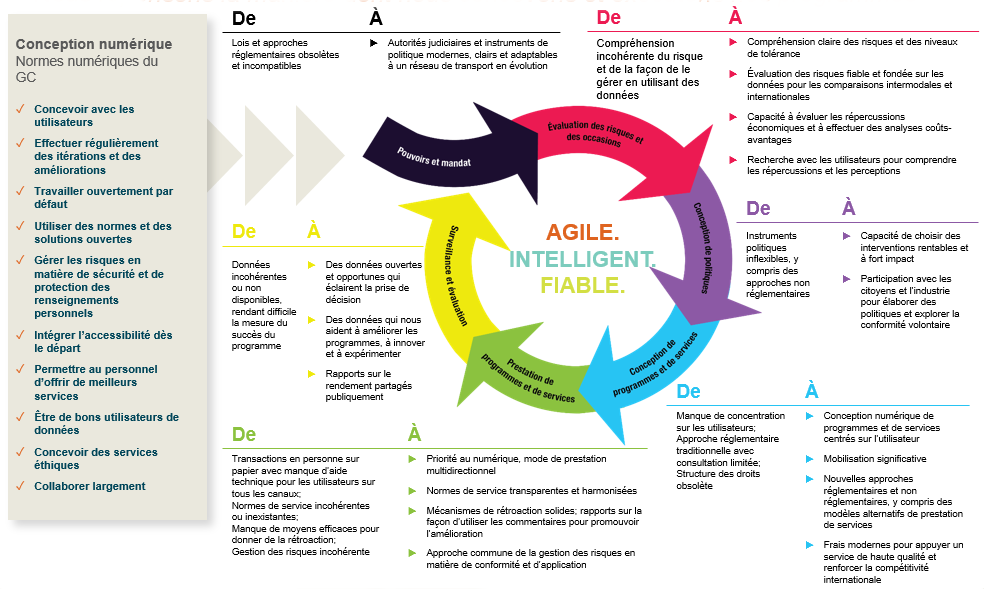 Conception numérique
Normes numériques du
GC
✓ Concevoir avec les
utilisateurs
✓ Effectuer régulièrement
des itérations et des
améliorations
✓ Travailler ouvertement par
défaut
✓ Utiliser des normes et des
solutions ouvertes
✓ Gérer les risques en
matière de sécurité et de
protection des
renseignements
personnels
✓ Intégrer l’accessibilité dès
le départ
✓ Permettre au personnel
d’offrir de meilleurs
services
✓ Être de bons utilisateurs de
données
✓ Concevoir des services
éthiques
✓ Collaborer largement
De
À
Lois et approches
réglementaires obsolètes
et incompatibles
► Autorités judiciaires et instruments de
politique modernes, clairs et adaptables
à un réseau de transport en évolution
De
À
Compréhension
incohérente du risque
et de la façon de le
gérer en utilisant des
données
► Compréhension claire des risques et des niveaux
de tolérance
► Évaluation des risques fiable et fondée sur les
données pour les comparaisons intermodales et
internationales
► Capacité à évaluer les répercussions
économiques et à effectuer des analyses coûts-
avantages
► Recherche avec les utilisateurs pour comprendre
les répercussions et les perceptions
Pouvoirs et mandat
Évaluation des risques et
des occasions
Conception de politiques
Conception de
programmes et de services
Prestation de
programmes et de services
Surveillance et évaluation
AGILE.
INTELLIGENT.
FIABLE.
De
À
Données
incohérentes
ou non
disponibles,
rendant difficile
la mesure du
succès du
programme
► Des données ouvertes
et opportunes qui
éclairent la prise de
décision
► Des données qui nous
aident à améliorer les
programmes, à innover
et à expérimenter
► Rapports sur le
rendement partagés
publiquement
De
À
Instruments
politiques
inflexibles, y
compris des
approches non
réglementaires
► Capacité de choisir des
interventions rentables et à
fort impact
► Participation avec les
citoyens et l’industrie
pour élaborer des
politiques et explorer la
conformité volontaire
De
À
Transactions en personne sur
papier avec manque d’aide
technique pour les utilisateurs sur
tous les canaux;
Normes de service incohérentes
ou inexistantes;
Manque de moyens efficaces pour
donner de la rétroaction;
Gestion des risques incohérente
► Priorité au numérique, mode de prestation
multidirectionnel
► Normes de service transparentes et harmonisées
► Mécanismes de rétroaction solides; rapports sur la
façon d’utiliser les commentaires pour promouvoir
l’amélioration
► Approche commune de la gestion des risques en
matière de conformité et d’application
De
À
Manque de concentration
sur les utilisateurs;
Approche réglementaire
traditionnelle avec
consultation limitée;
Structure des droits
obsolète
► Conception numérique de
programmes et de services
centrés sur l’utilisateur
► Mobilisation significative
► Nouvelles approches
réglementaires et non
réglementaires, y compris des
modèles alternatifs de prestation
de services
► Frais modernes pour appuyer un
service de haute qualité et
renforcer la compétitivité
internationale